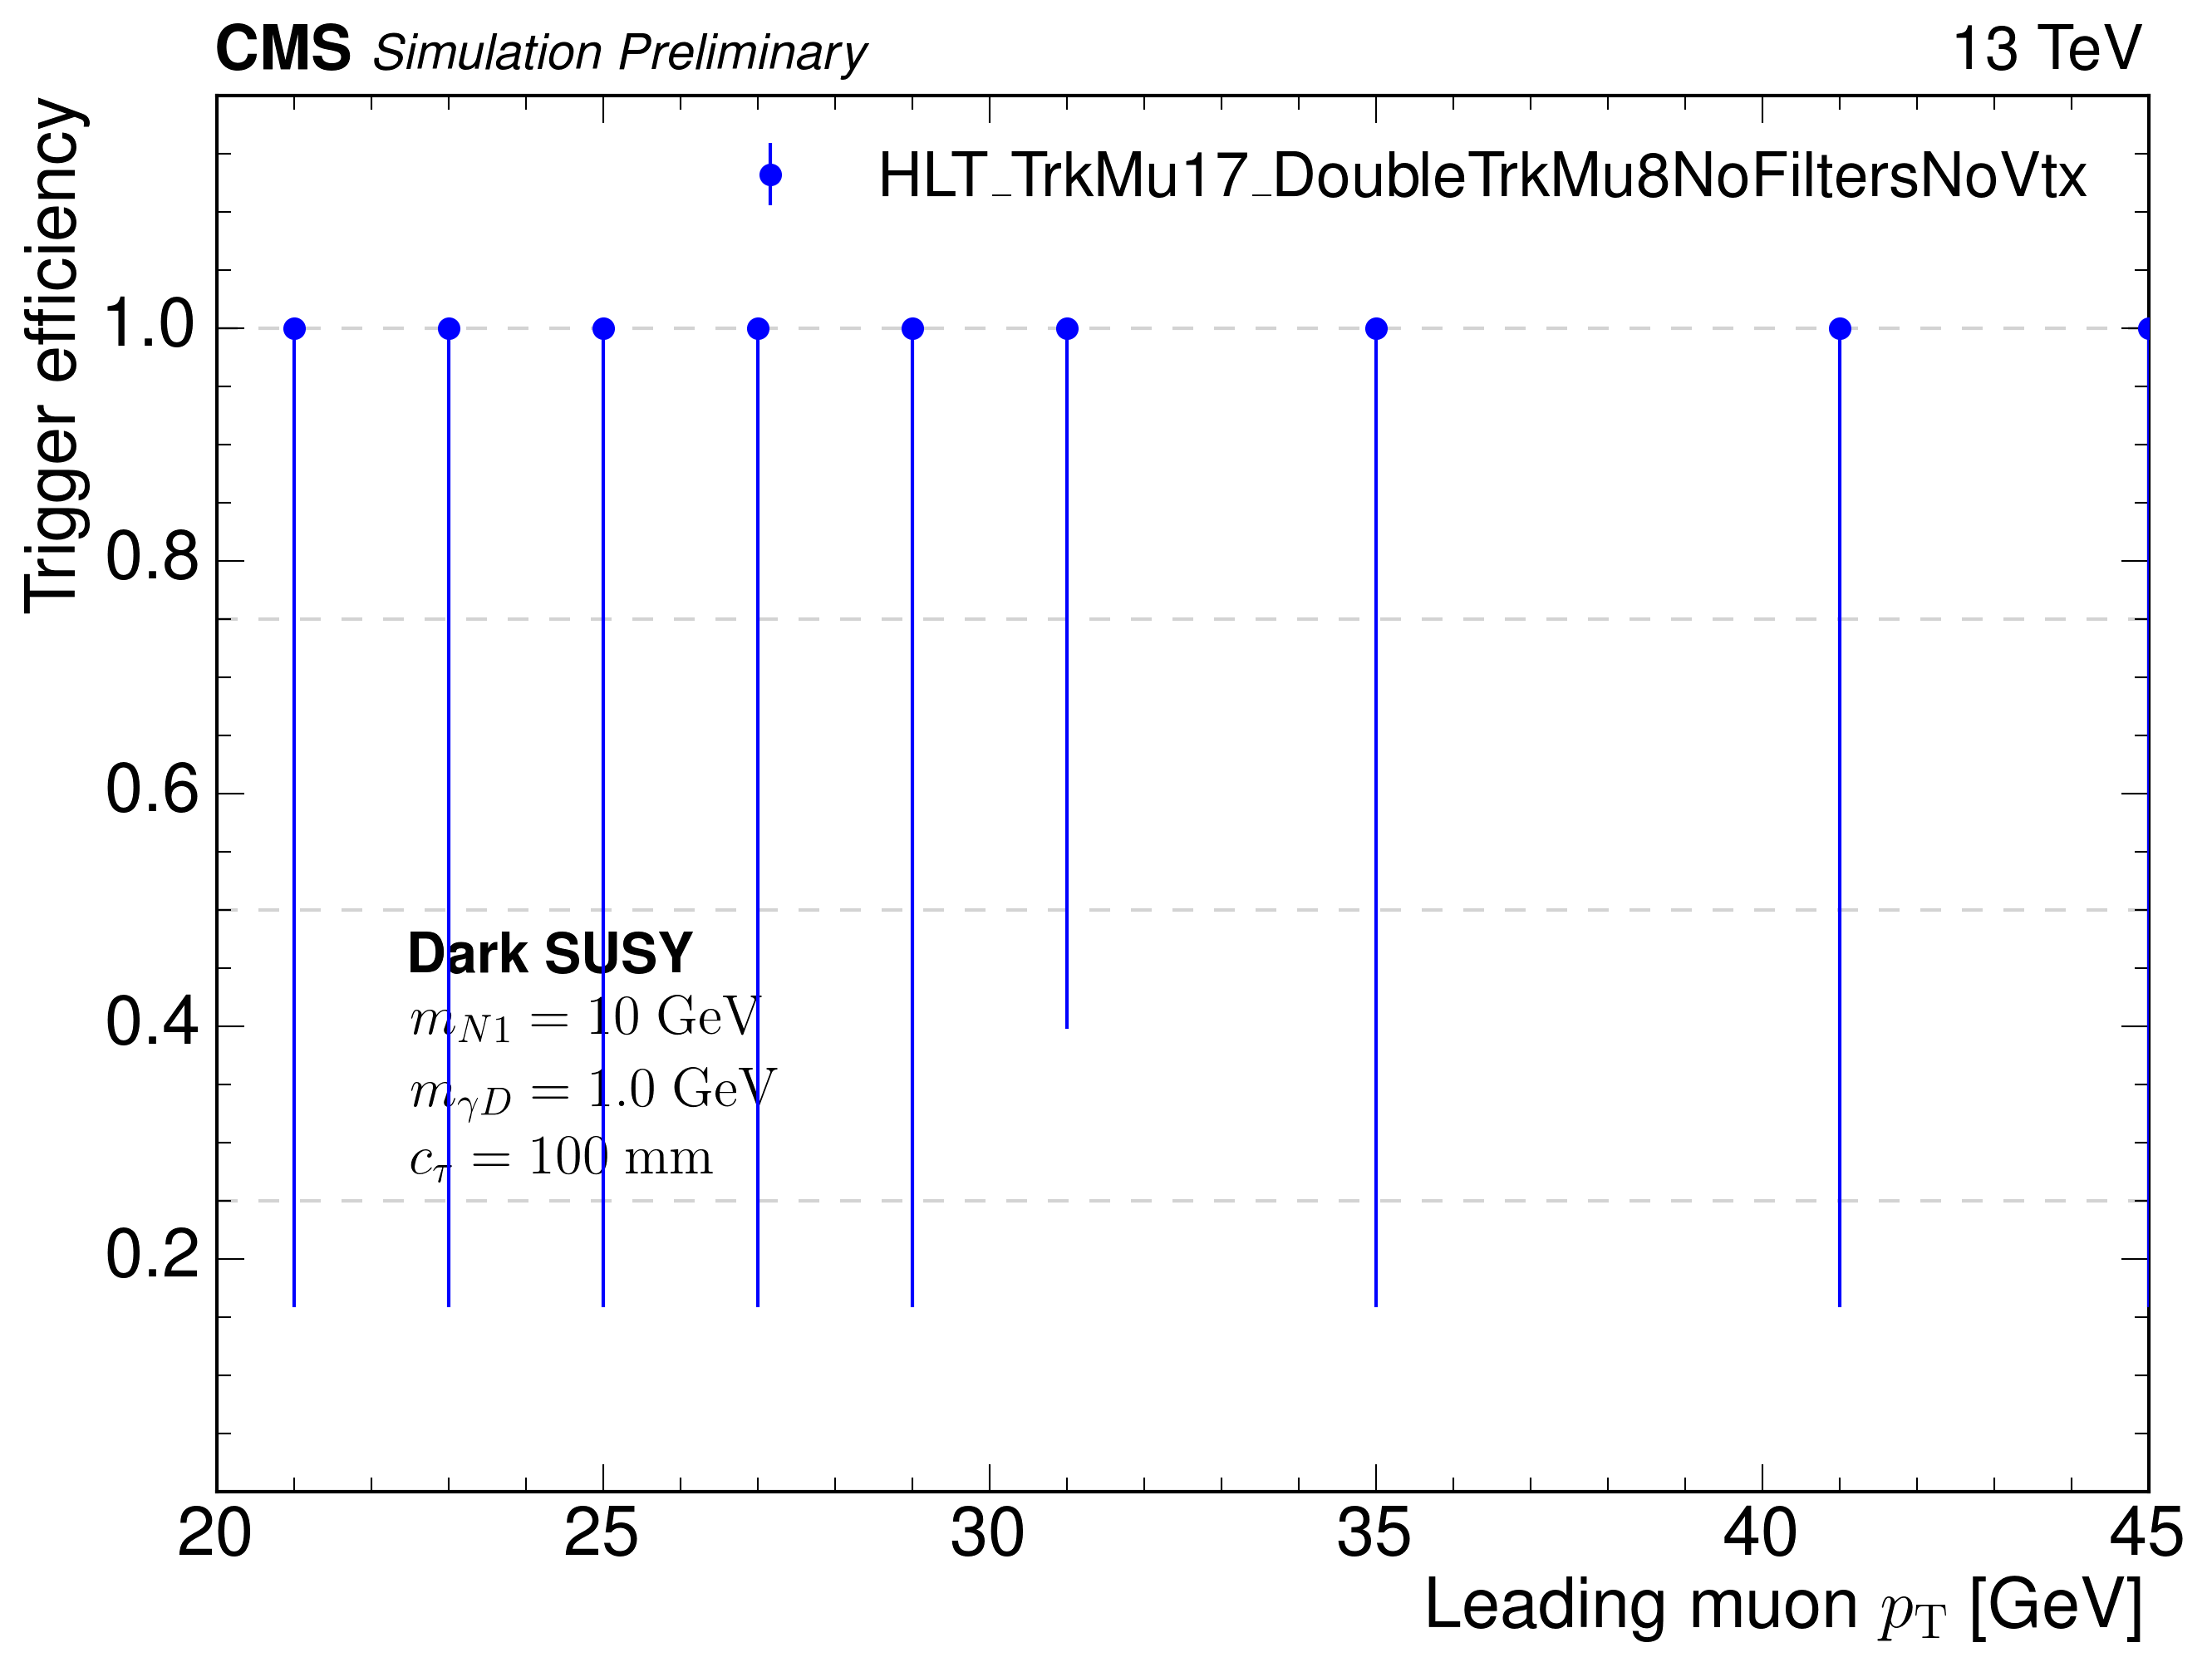 CMS Simulation Preliminary 13 TeV
HLT_TrkMu17_DoubleTrkMu8NoFiltersNoVtx
Trigger efficiency
1.0
0.8
0.6
0.4
0.2
Dark SUSY
m_{N1} = 10 GeV
m_{γD} = 1.0 GeV
c_τ = 100 mm
20 25 30 35 40 45
Leading muon p_T [GeV]